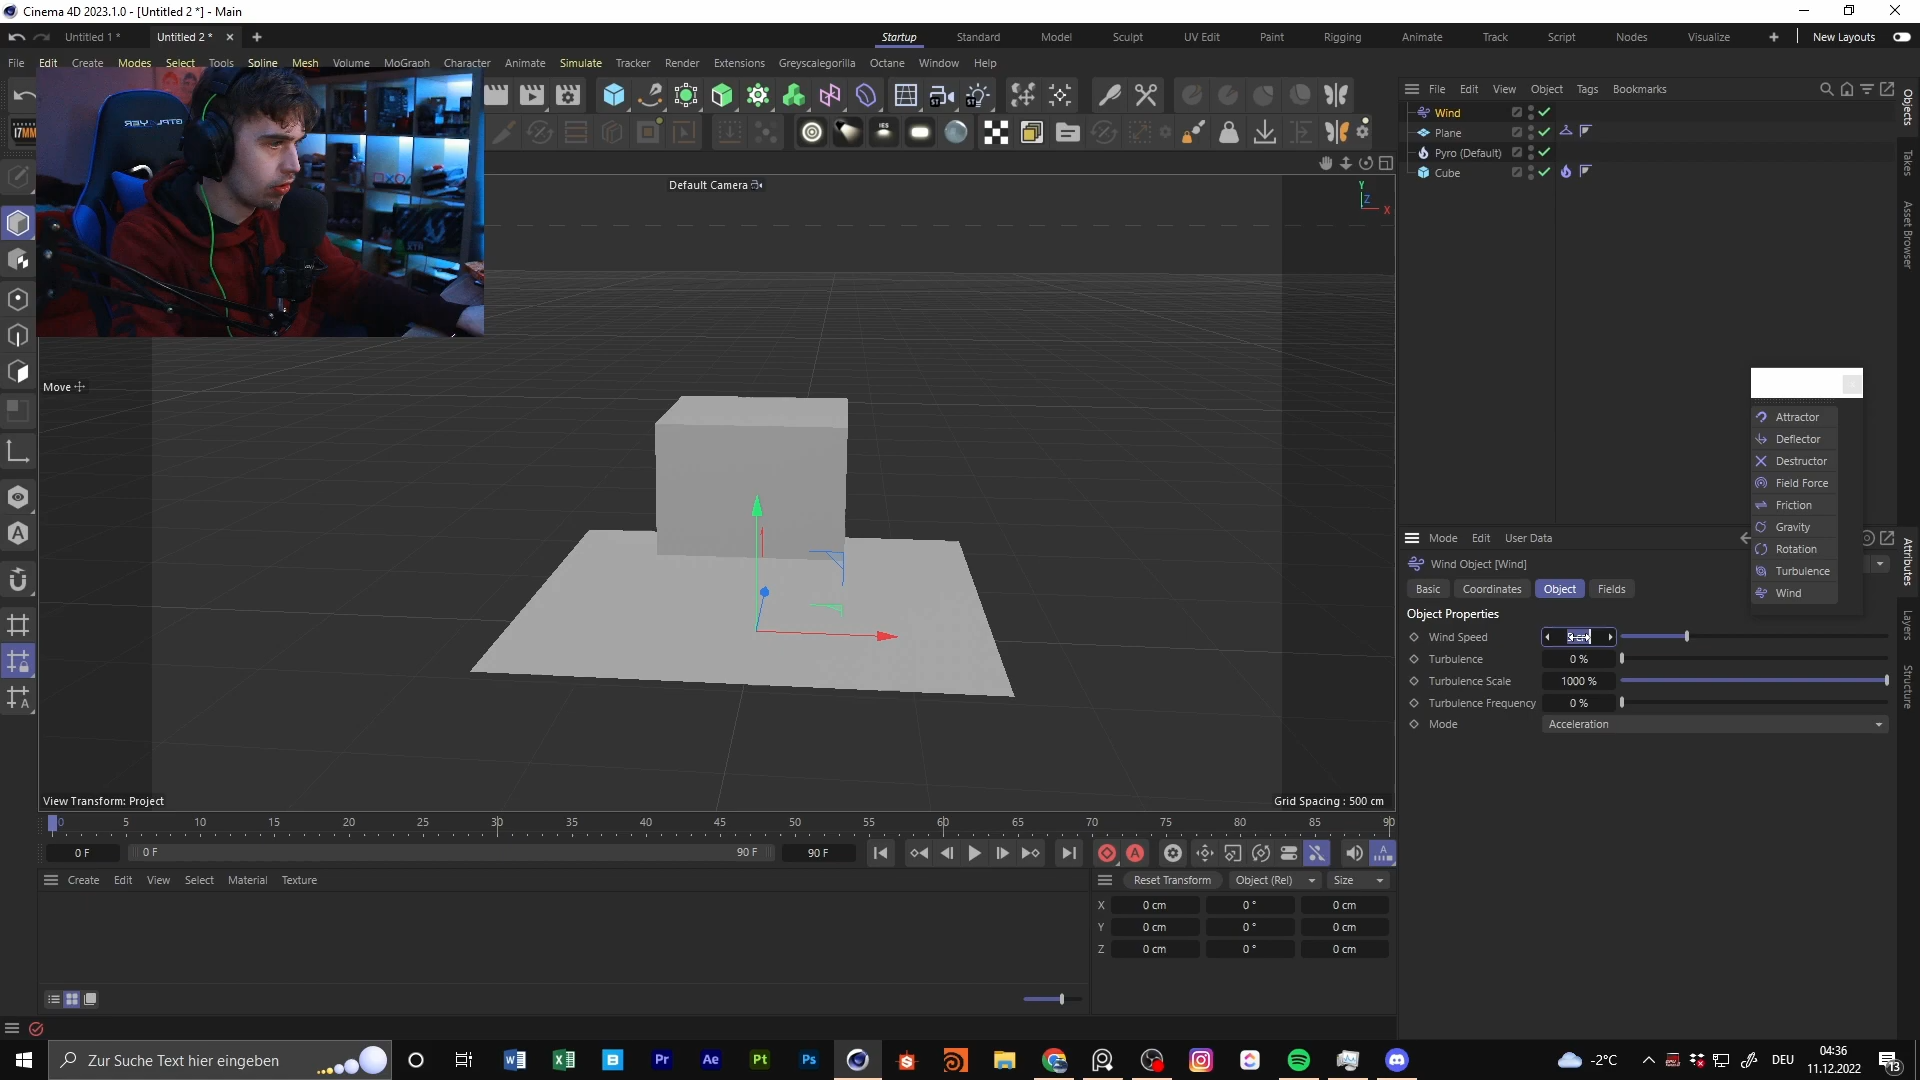 Cinema 4D 2023.1.0 - [Untitled 2 *] - Main
Untitled 1 *
Untitled 2 *
Startup
Standard
Model
Sculpt
UV Edit
Paint
Rigging
Animate
Track
Script
Nodes
Visualize
New Layouts
File Edit Create Modes Select Tools Spline Mesh Volume MoGraph Character Animate Simulate Tracker Render Extensions Greyscalegorilla Octane Window Help
File Edit View Object Tags Bookmarks
Wind
Plane
Pyro (Default)
Cube
Objects
Takes
Asset Browser
Default Camera
Y
Z
X
Move
View Transform: Project
Grid Spacing : 500 cm
Attractor
Deflector
Destructor
Field Force
Friction
Gravity
Rotation
Turbulence
Wind
Mode Edit User Data
Wind Object [Wind]
Basic Coordinates Object Fields
Object Properties
Wind Speed
Turbulence 0 %
Turbulence Scale 1000 %
Turbulence Frequency 0 %
Mode Acceleration
Attributes
Layers
Structure
0 5 10 15 20 25 30 35 40 45 50 55 60 65 70 75 80 85 90
0 F 0 F 90 F 90 F
Create Edit View Select Material Texture
Reset Transform Object (Rel) Size
X 0 cm 0 ° 0 cm
Y 0 cm 0 ° 0 cm
Z 0 cm 0 ° 0 cm
Zur Suche Text hier eingeben
Pr
Ae
Pt
Ps
-2°C
DEU
04:36
11.12.2022
13